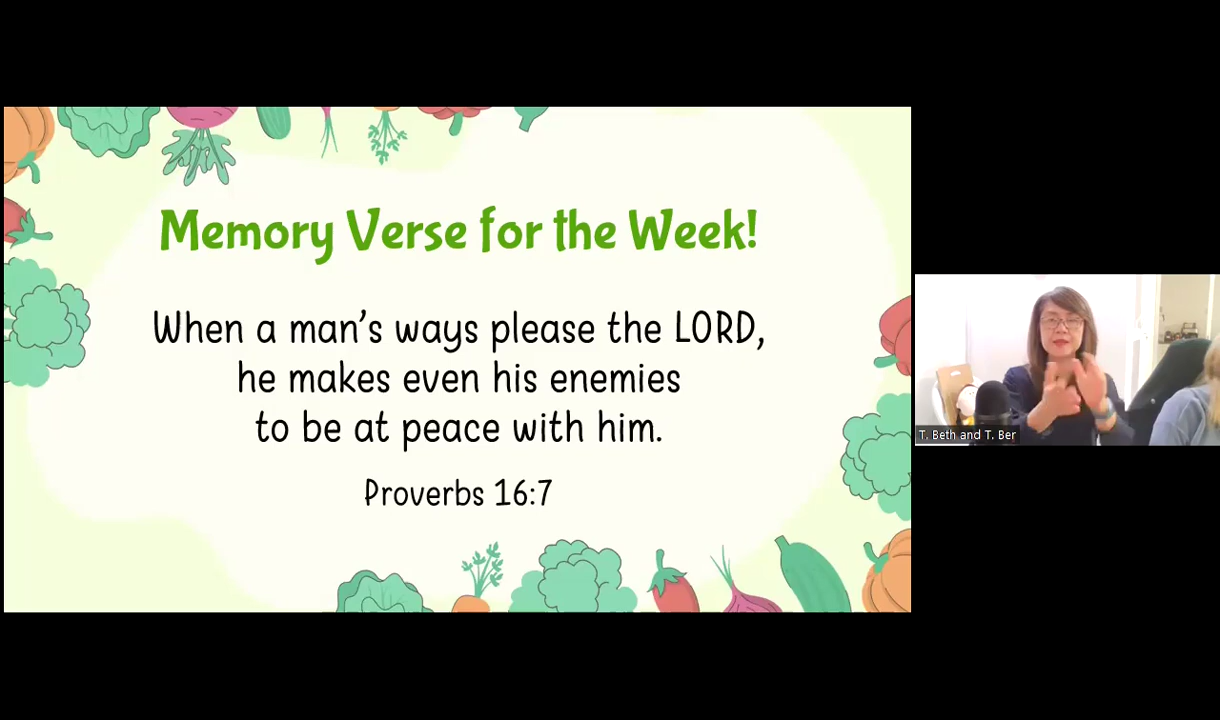 Memory Verse for the Week!
When a man's ways please the LORD,
he makes even his enemies
to be at peace with him.
Proverbs 16:7
T. Beth and T. Ber